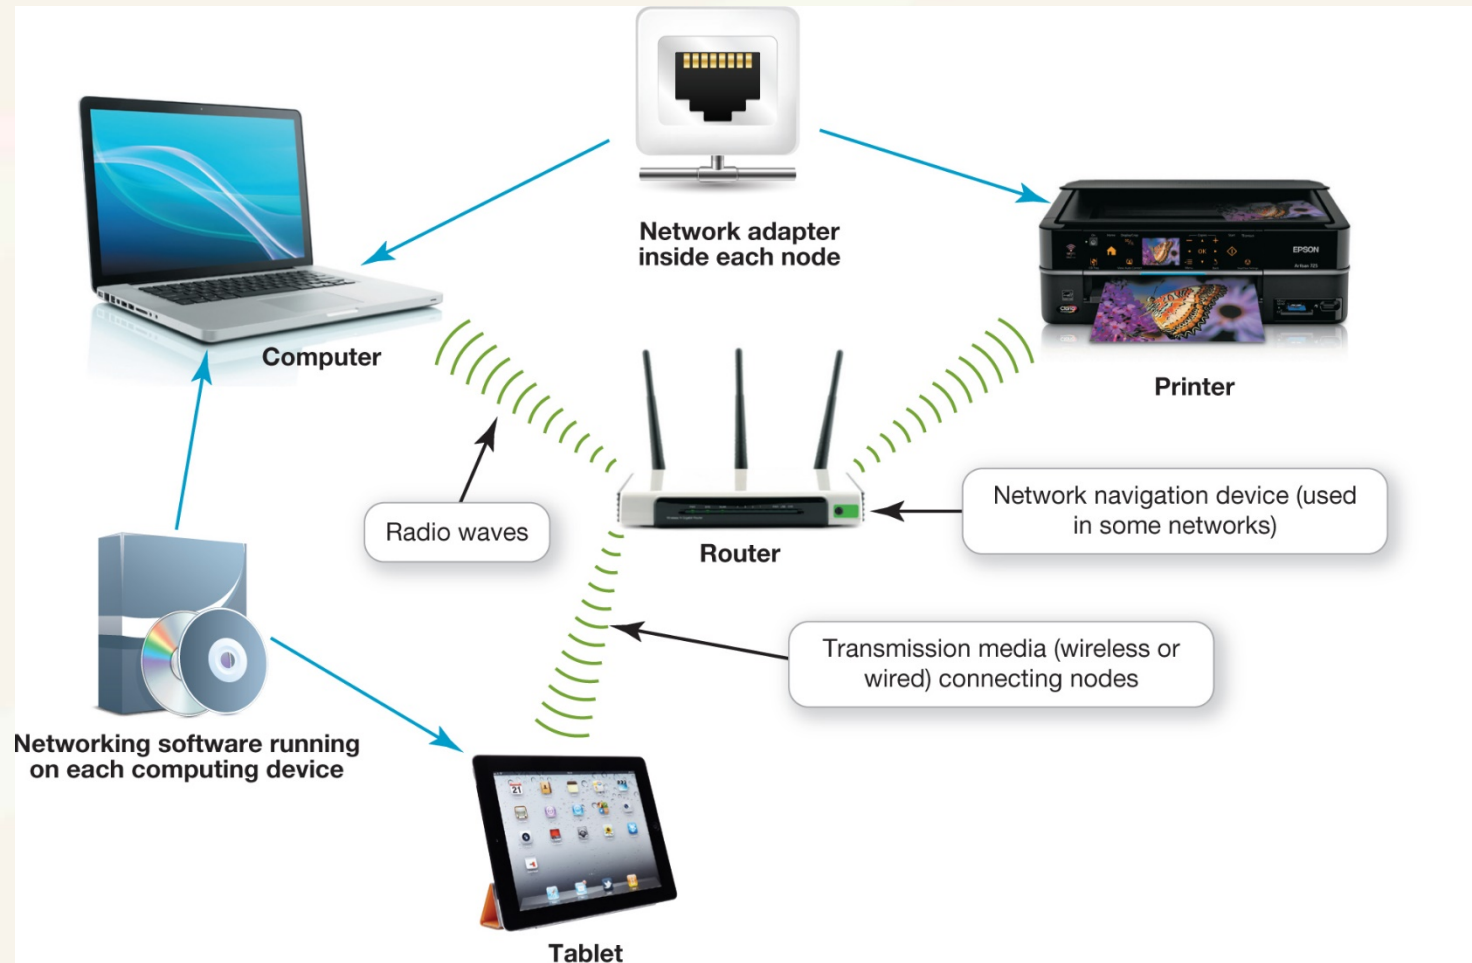 Network adapter
inside each node
EPSON
Computer
Printer
Radio waves
Network navigation device (used
in some networks)
Router
Transmission media (wireless or
wired) connecting nodes
Networking software running
on each computing device
21
Tablet